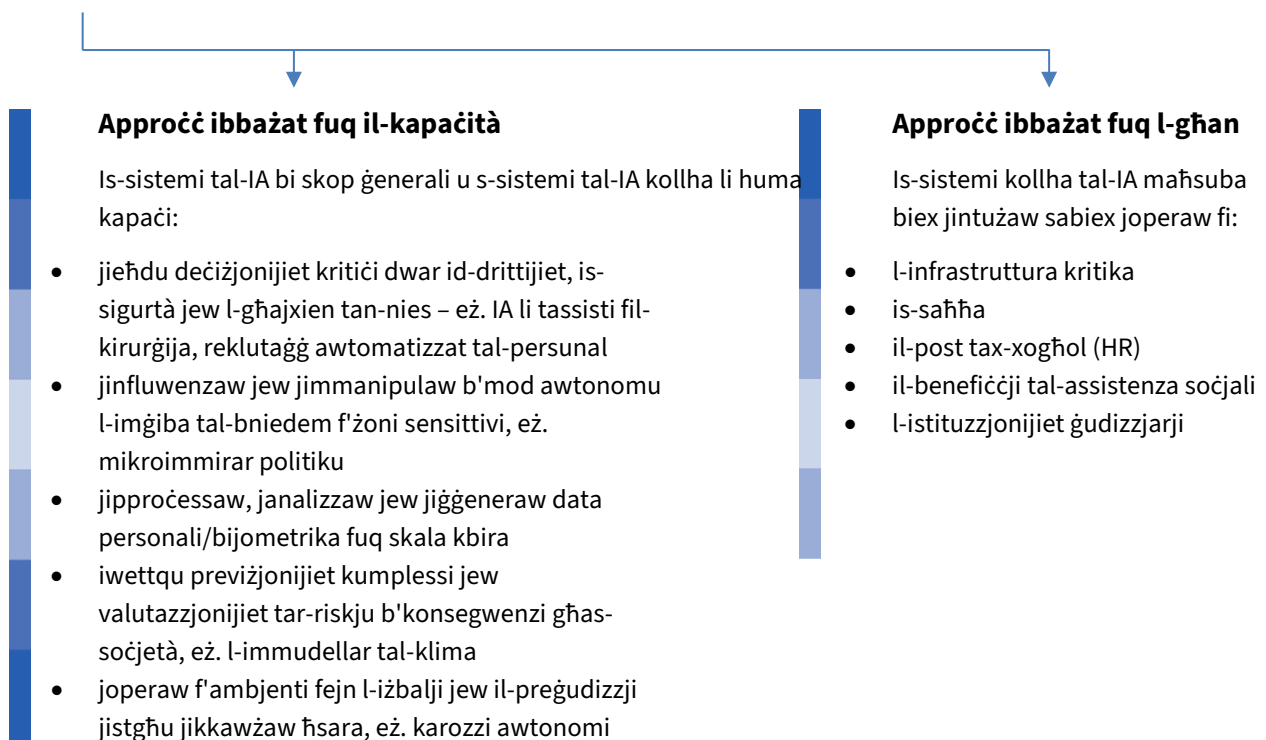 Approċċ ibbażat fuq il-kapaċità
Is-sistemi tal-IA bi skop ġenerali u s-sistemi tal-IA kollha li huma
kapaċi:
• jieħdu deċiżjonijiet kritiċi dwar id-drittijiet, is-
sigurtà jew l-għajxien tan-nies – eż. IA li tassisti fil-
kirurġija, reklutaġġ awtomatizzat tal-persunal
• jinfluwenzaw jew jimmanipulaw b'mod awtonomu
l-imġiba tal-bniedem f'żoni sensittivi, eż.
mikroimmirar politiku
• jipproċessaw, janalizzaw jew jiġġeneraw data
personali/bijometrika fuq skala kbira
• iwettqu previżjonijiet kumplessi jew
valutazzjonijiet tar-riskju b'konsegwenzi għas-
soċjetà, eż. l-immudellar tal-klima
• joperaw f'ambjenti fejn l-iżbalji jew il-preġudizzji
jistgħu jikkawżaw ħsara, eż. karozzi awtonomi
Approċċ ibbażat fuq l-għan
Is-sistemi kollha tal-IA maħsuba
biex jintużaw sabiex joperaw fi:
• l-infrastruttura kritika
• is-saħħa
• il-post tax-xogħol (HR)
• il-benefiċċji tal-assistenza soċjali
• l-istituzzjonijiet ġudizzjarji